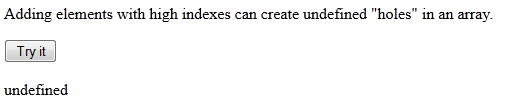 Adding elements with high indexes can create undefined "holes" in an array.
Try it
undefined